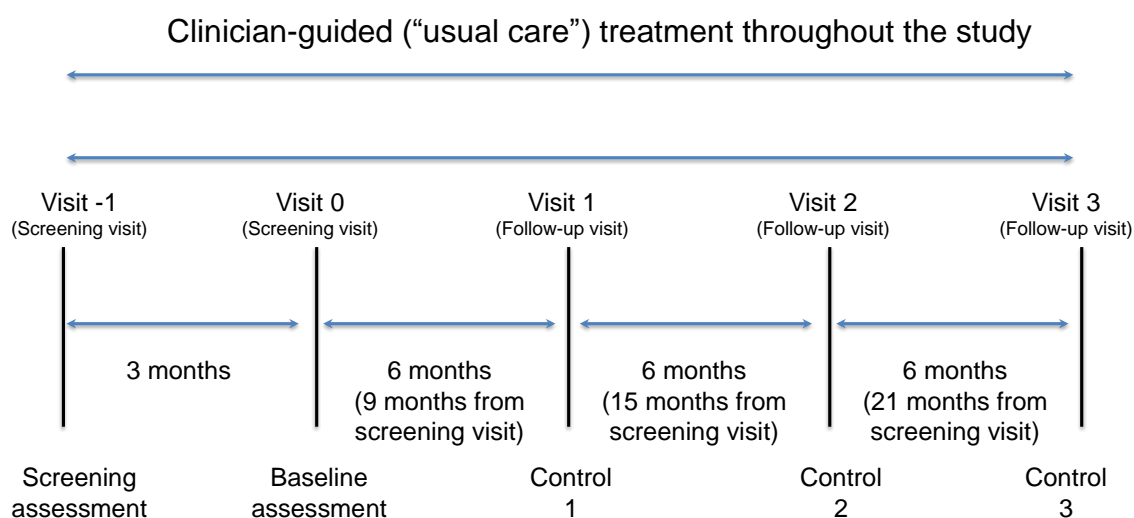 Clinician-guided (“usual care”) treatment throughout the study
Visit -1
(Screening visit)
Visit 0
(Screening visit)
Visit 1
(Follow-up visit)
Visit 2
(Follow-up visit)
Visit 3
(Follow-up visit)
3 months
6 months
(9 months from
screening visit)
6 months
(15 months from
screening visit)
6 months
(21 months from
screening visit)
Screening
assessment
Baseline
assessment
Control
1
Control
2
Control
3